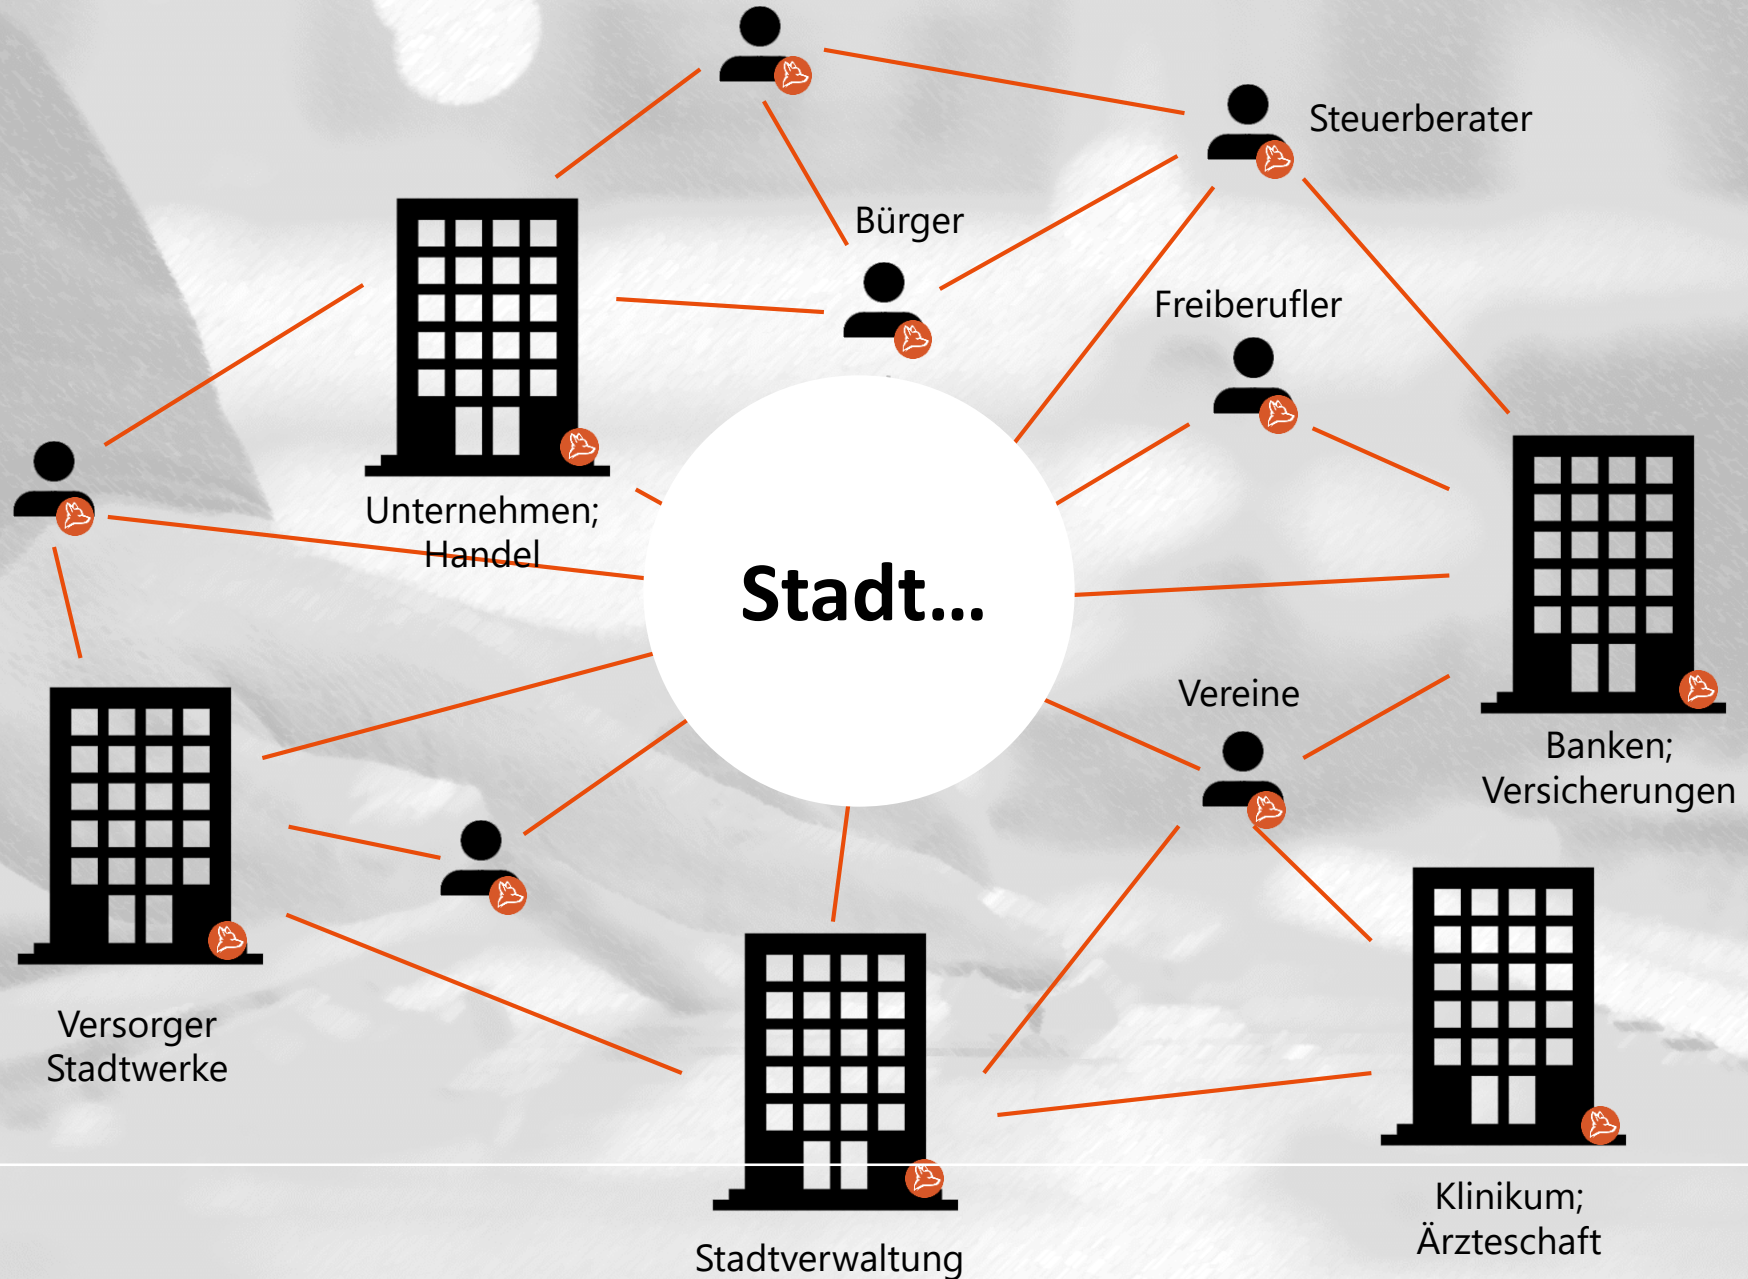 Steuerberater
Bürger
Freiberufler
Unternehmen;
Handel
Stadt...
Vereine
Banken;
Versicherungen
Versorger
Stadtwerke
Klinikum;
Ärzteschaft
Stadtverwaltung